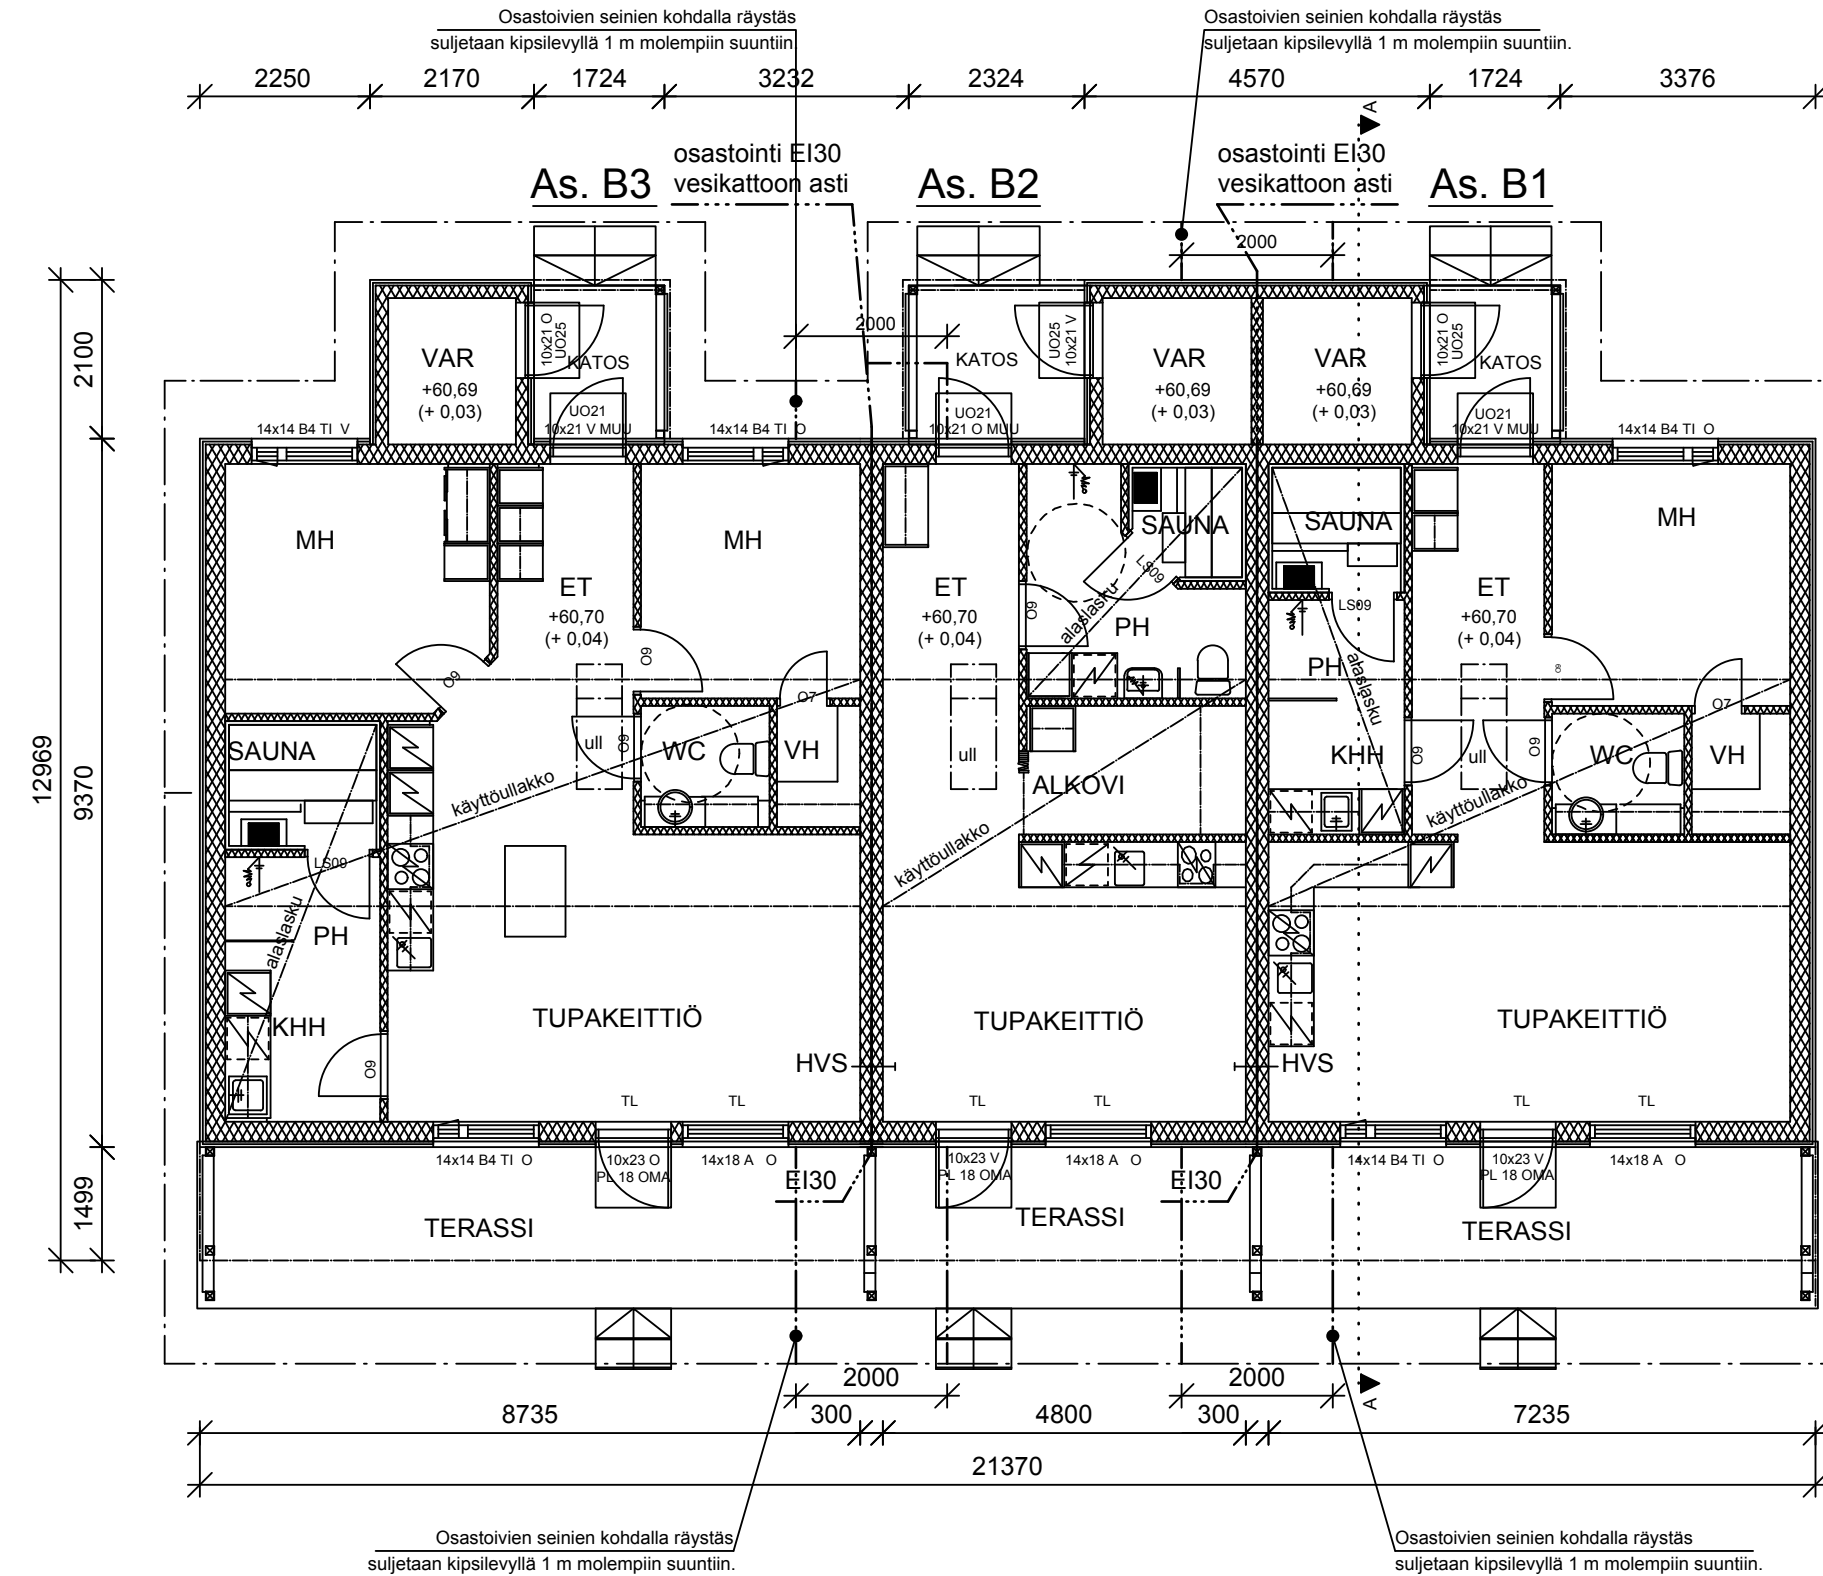 Osastoivien seinien kohdalla räystäs
suljetaan kipsilevyllä 1 m molempiin suuntiin.
Osastoivien seinien kohdalla räystäs
suljetaan kipsilevyllä 1 m molempiin suuntiin.
2250 2170 1724 3232 2324 4570 1724 3376
A
osastointi EI30
vesikattoon asti
osastointi EI30
vesikattoon asti
As. B3 As. B2 As. B1
2000
2000
12969
2100
9370
1499
VAR
+60,69
(+ 0,03)
10x21 O
UO25
KATOS
UO21
10x21 V MUU
14x14 B4 TI V
14x14 B4 TI O
KATOS
UO25
10x21 V
UO21
10x21 O MUU
VAR
+60,69
(+ 0,03)
VAR
+60,69
(+ 0,03)
10x21 O
UO25
KATOS
UO21
10x21 V MUU
14x14 B4 TI O
MH
ET
+60,70
(+ 0,04)
MH
O9
O9
O7
O9
ull
WC
VH
SAUNA
LS09
alaslasku
PH
KHH
O9
käyttöullakko
TUPAKEITTIÖ
HVS
TL TL
ET
+60,70
(+ 0,04)
O9
SAUNA
LS09
alaslasku
PH
ull
ALKOVI
käyttöullakko
TUPAKEITTIÖ
TL TL
SAUNA
LS09
PH
alaslasku
KHH
O9
ET
+60,70
(+ 0,04)
MH
O9
O7
O9
ull
WC
VH
käyttöullakko
TUPAKEITTIÖ
HVS
TL TL
14x14 B4 TI O
10x23 O
PL 18 OMA
14x18 A O
EI30
10x23 V
PL 18 OMA
14x18 A O
EI30
14x14 B4 TI O
10x23 V
PL 18 OMA
14x18 A O
TERASSI TERASSI TERASSI
2000 2000
A
8735 300 4800 300 7235
21370
Osastoivien seinien kohdalla räystäs
suljetaan kipsilevyllä 1 m molempiin suuntiin.
Osastoivien seinien kohdalla räystäs
suljetaan kipsilevyllä 1 m molempiin suuntiin.